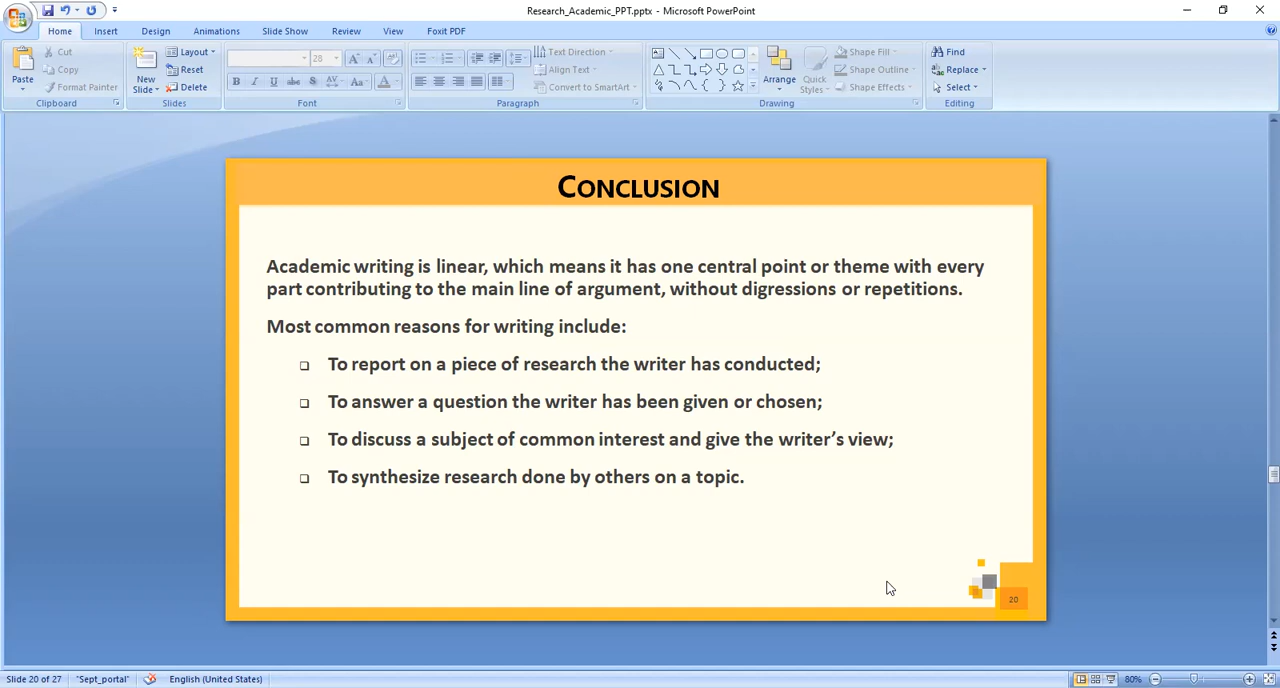 Research_Academic_PPT.pptx - Microsoft PowerPoint
Home Insert Design Animations Slide Show Review View Foxit PDF
Paste
Cut
Copy
Format Painter
Clipboard
New Slide
Layout
Reset
Delete
Slides
28
B I U abc S AV Aa A
Font
Text Direction
Align Text
Convert to SmartArt
Paragraph
Arrange
Quick Styles
Shape Fill
Shape Outline
Shape Effects
Drawing
Find
Replace
Select
Editing
CONCLUSION
Academic writing is linear, which means it has one central point or theme with every
part contributing to the main line of argument, without digressions or repetitions.
Most common reasons for writing include:
To report on a piece of research the writer has conducted;
To answer a question the writer has been given or chosen;
To discuss a subject of common interest and give the writer’s view;
To synthesize research done by others on a topic.
20
Slide 20 of 27 "Sept_portal" English (United States) 80%